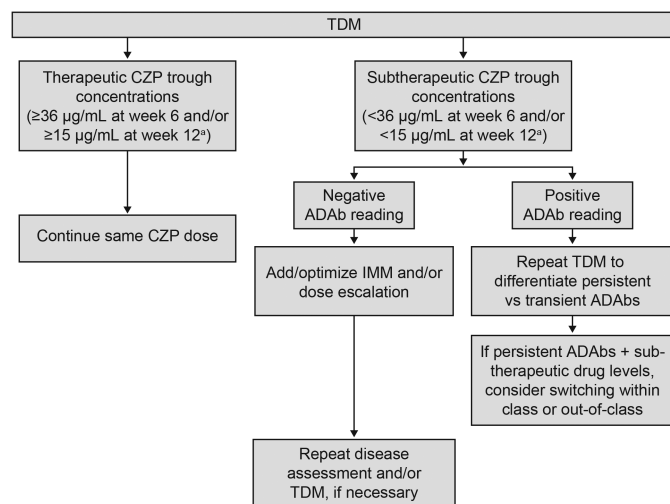 TDM
Therapeutic CZP trough
concentrations
(≥36 µg/mL at week 6 and/or
≥15 µg/mL at week 12ᵃ)
Subtherapeutic CZP trough
concentrations
(<36 µg/mL at week 6 and/or
<15 µg/mL at week 12ᵃ)
Continue same CZP dose
Negative
ADAb reading
Positive
ADAb reading
Add/optimize IMM and/or
dose escalation
Repeat TDM to
differentiate persistent
vs transient ADAbs
If persistent ADAbs + sub-
therapeutic drug levels,
consider switching within
class or out-of-class
Repeat disease
assessment and/or
TDM, if necessary